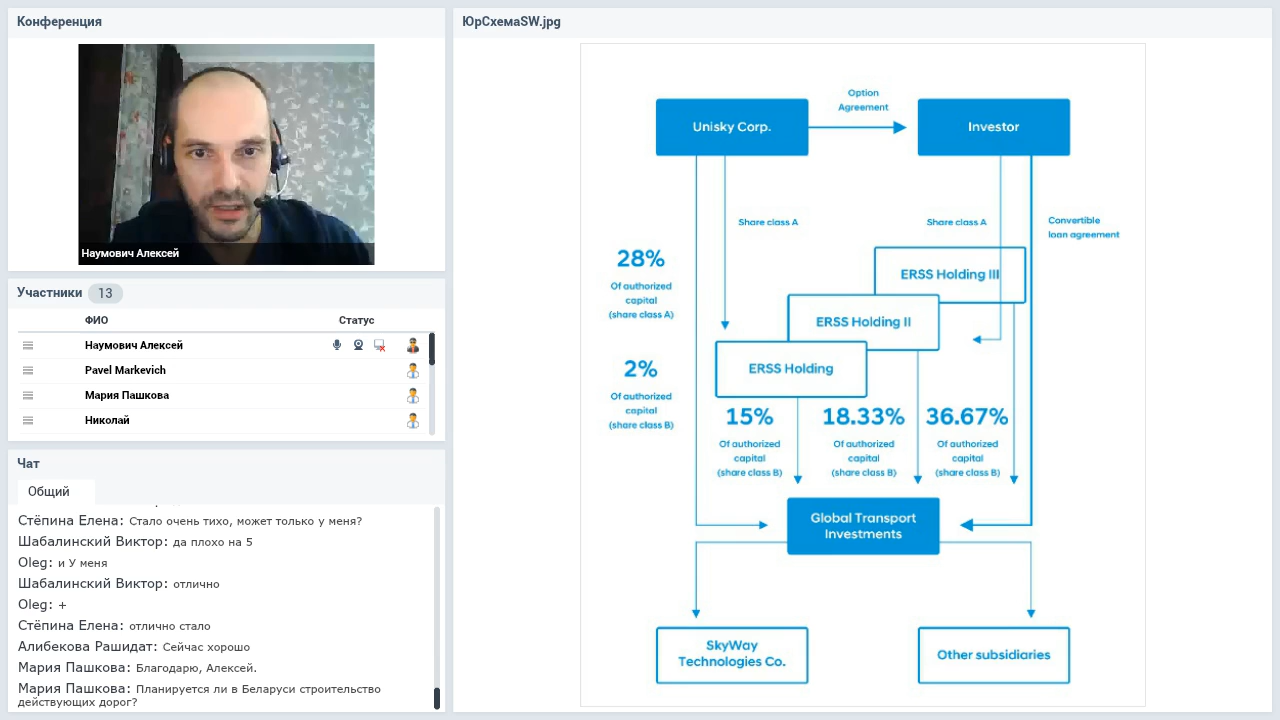 Конференция
Наумович Алексей
Участники 13
ФИО Статус
Наумович Алексей
Pavel Markevich
Мария Пашкова
Николай
Чат
Общий
Стёпина Елена: Стало очень тихо, может только у меня?
Шабалинский Виктор: да плохо на 5
Oleg: и У меня
Шабалинский Виктор: отлично
Oleg: +
Стёпина Елена: отлично стало
Алибекова Рашидат: Сейчас хорошо
Мария Пашкова: Благодарю, Алексей.
Мария Пашкова: Планируется ли в Беларуси строительство
действующих дорог?
ЮрСхемаSW.jpg
Option
Agreement
Unisky Corp.
Investor
Share class A
Share class A
Convertible
loan agreement
28%
Of authorized
capital
(share class A)
ERSS Holding III
ERSS Holding II
ERSS Holding
2%
Of authorized
capital
(share class B)
15%
Of authorized
capital
(share class B)
18.33%
Of authorized
capital
(share class B)
36.67%
Of authorized
capital
(share class B)
Global Transport
Investments
SkyWay
Technologies Co.
Other subsidiaries